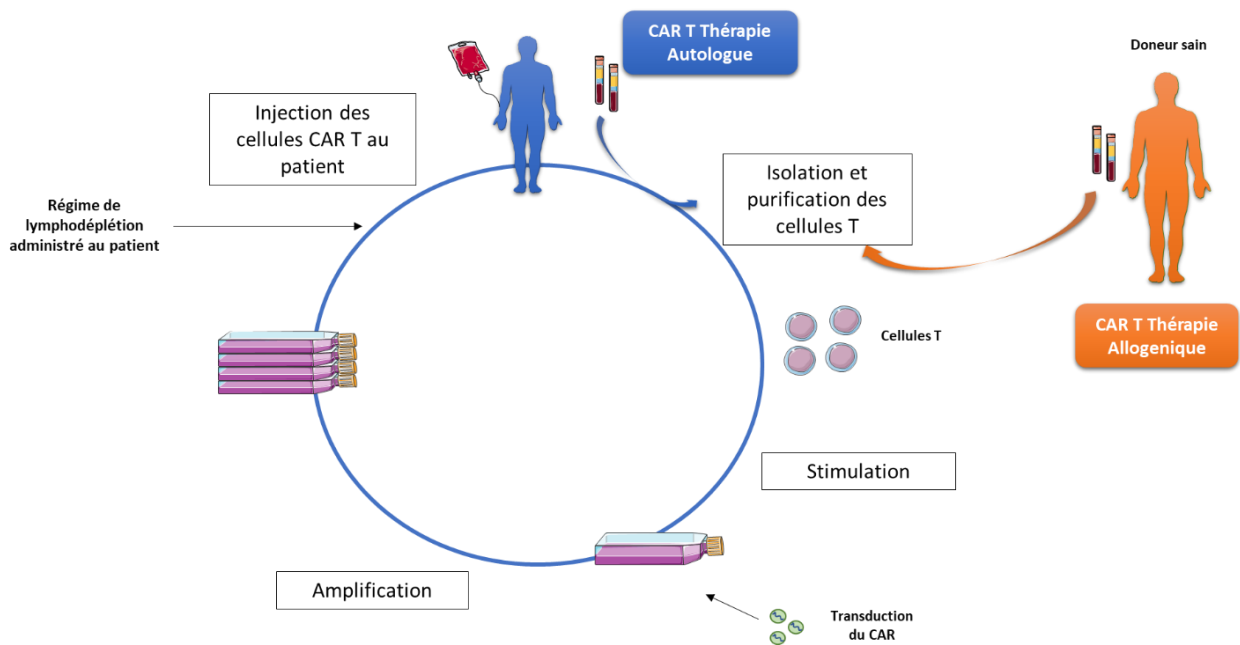 CAR T Thérapie
Autologue
Doneur sain
Injection des
cellules CAR T au
patient
Isolation et
purification des
cellules T
Régime de
lymphodéplétion
administré au patient
Cellules T
CAR T Thérapie
Allogenique
Stimulation
Amplification
Transduction
du CAR